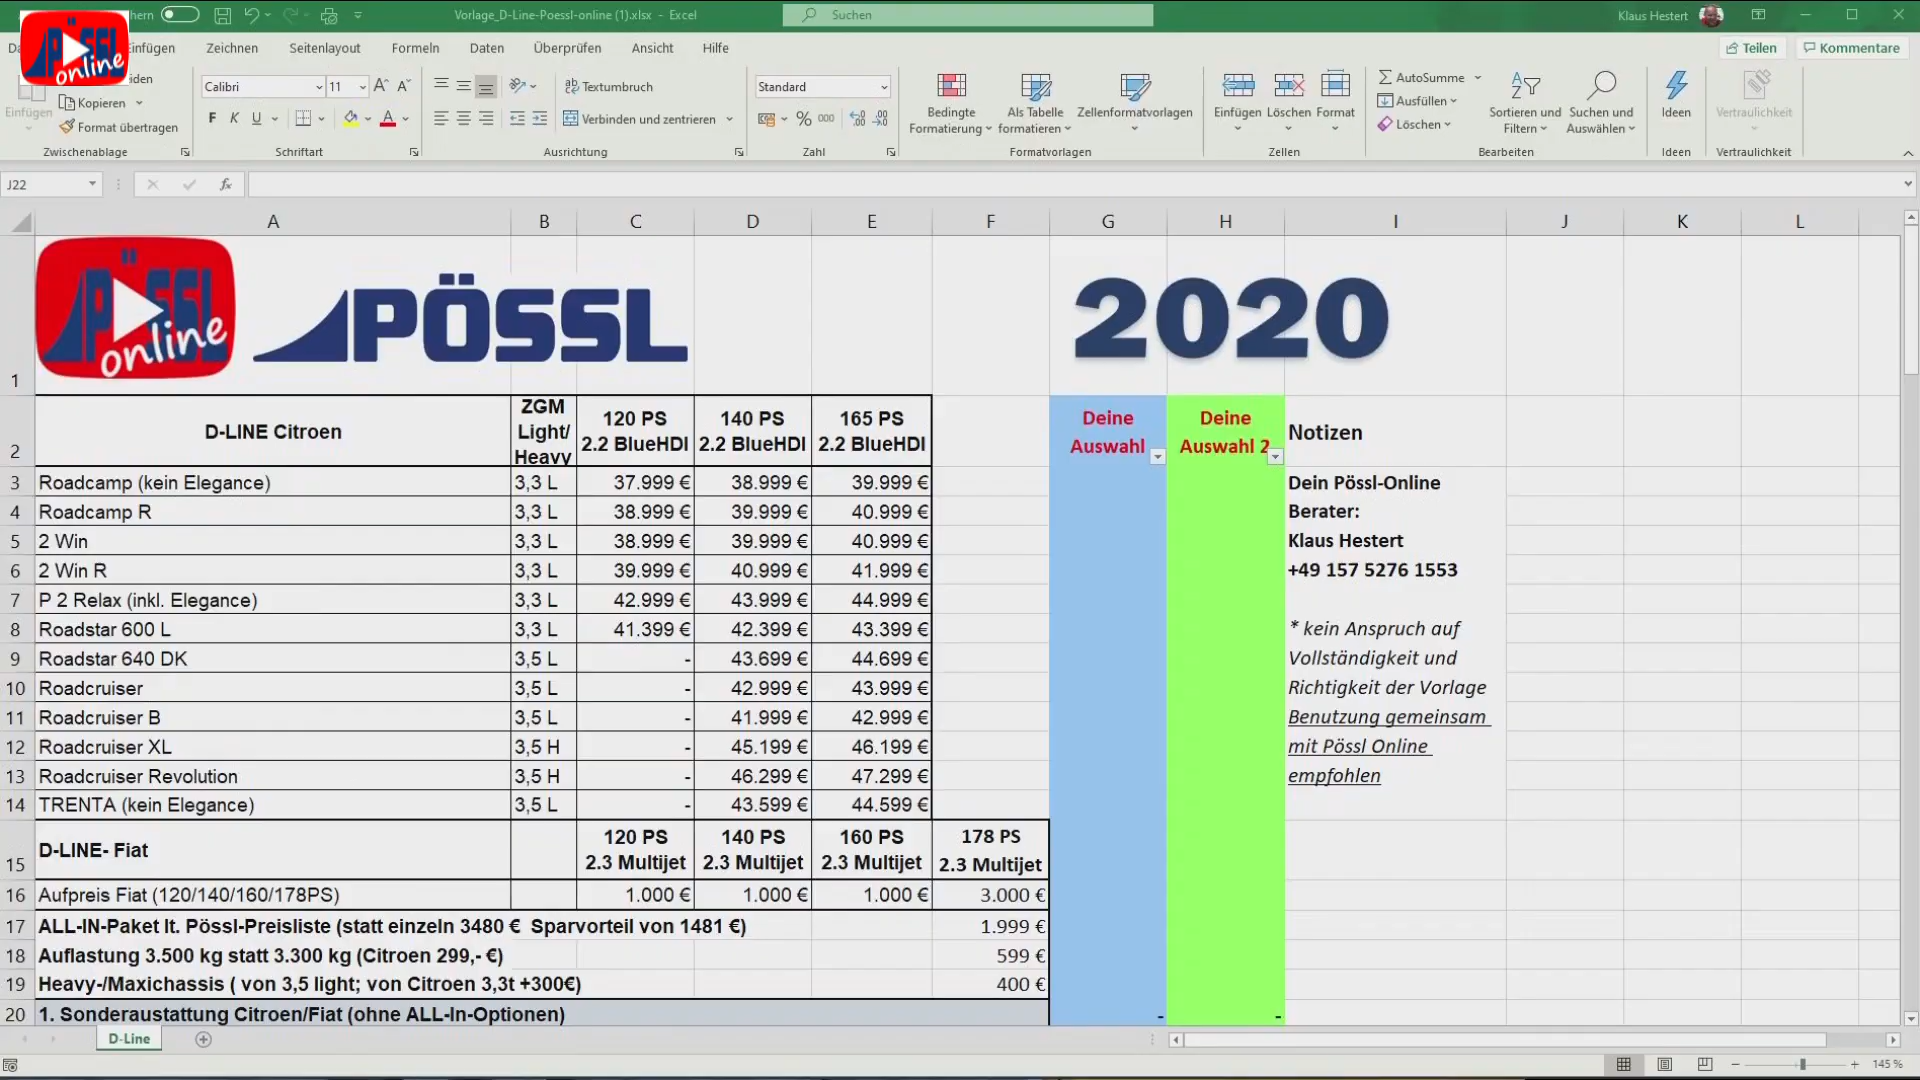 Vorlage_D-Line-Poessl-online (1).xlsx - Excel
Suchen
Klaus Hestert
PÖSSL
online
Einfügen Zeichnen Seitenlayout Formeln Daten Überprüfen Ansicht Hilfe
Teilen Kommentare
Einfügen
Kopieren
Format übertragen
Zwischenablage
Calibri 11
F K U
Schriftart
Textumbruch
Verbinden und zentrieren
Ausrichtung
Standard
% 000
Zahl
Bedingte Formatierung
Als Tabelle formatieren
Zellenformatvorlagen
Formatvorlagen
Einfügen Löschen Format
Zellen
AutoSumme
Ausfüllen
Löschen
Sortieren und Filtern
Suchen und Auswählen
Bearbeiten
Ideen
Ideen
Vertraulichkeit
Vertraulichkeit
J22 fx
A B C D E F G H I J K L
PÖSSL online PÖSSL 2020
1
2 D-LINE Citroen ZGM Light/ Heavy 120 PS 2.2 BlueHDI 140 PS 2.2 BlueHDI 165 PS 2.2 BlueHDI Deine Auswahl Deine Auswahl 2 Notizen
3 Roadcamp (kein Elegance) 3,3 L 37.999 € 38.999 € 39.999 € Dein Pössl-Online
4 Roadcamp R 3,3 L 38.999 € 39.999 € 40.999 € Berater:
5 2 Win 3,3 L 38.999 € 39.999 € 40.999 € Klaus Hestert
6 2 Win R 3,3 L 39.999 € 40.999 € 41.999 € +49 157 5276 1553
7 P 2 Relax (inkl. Elegance) 3,3 L 42.999 € 43.999 € 44.999 €
8 Roadstar 600 L 3,3 L 41.399 € 42.399 € 43.399 € * kein Anspruch auf
9 Roadstar 640 DK 3,5 L - 43.699 € 44.699 € Vollständigkeit und
10 Roadcruiser 3,5 L - 42.999 € 43.999 € Richtigkeit der Vorlage
11 Roadcruiser B 3,5 L - 41.999 € 42.999 € Benutzung gemeinsam
12 Roadcruiser XL 3,5 H - 45.199 € 46.199 € mit Pössl Online
13 Roadcruiser Revolution 3,5 H - 46.299 € 47.299 € empfohlen
14 TRENTA (kein Elegance) 3,5 L - 43.599 € 44.599 €
15 D-LINE- Fiat 120 PS 2.3 Multijet 140 PS 2.3 Multijet 160 PS 2.3 Multijet 178 PS 2.3 Multijet
16 Aufpreis Fiat (120/140/160/178PS) 1.000 € 1.000 € 1.000 € 3.000 €
17 ALL-IN-Paket lt. Pössl-Preisliste (statt einzeln 3480 € Sparvorteil von 1481 €) 1.999 €
18 Auflastung 3.500 kg statt 3.300 kg (Citroen 299,- €) 599 €
19 Heavy-/Maxichassis ( von 3,5 light; von Citroen 3,3t +300€) 400 €
20 1. Sonderaustattung Citroen/Fiat (ohne ALL-In-Optionen) - -
D-Line
145 %